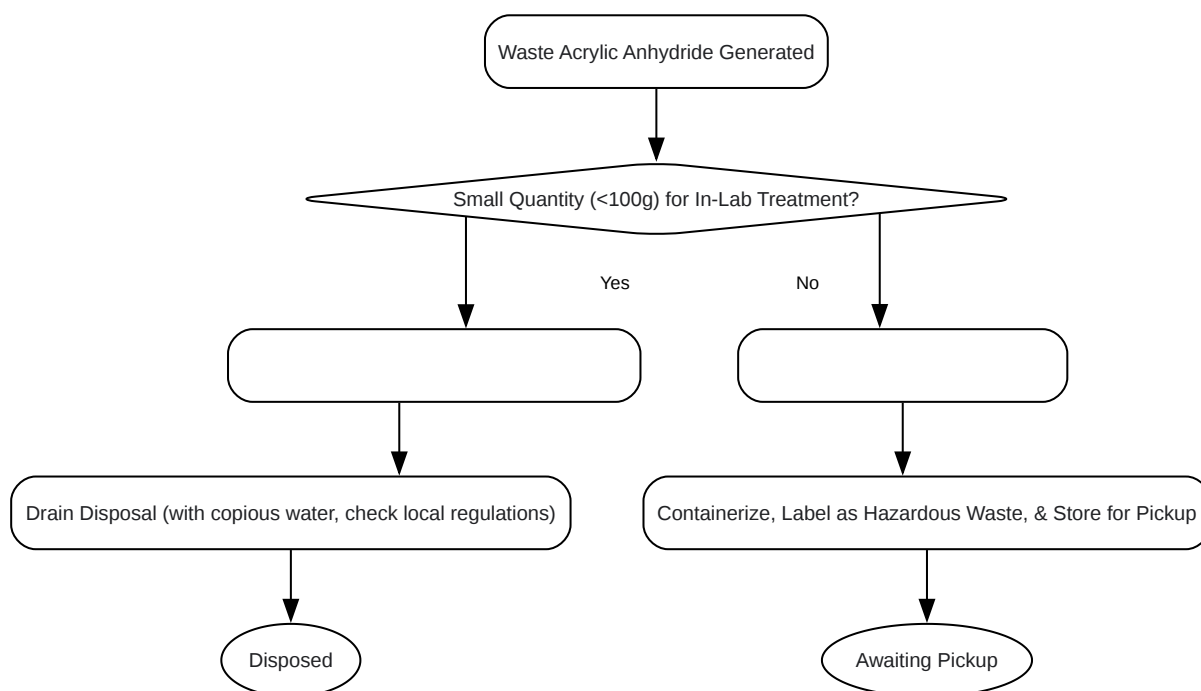 Waste Acrylic Anhydride Generated
Small Quantity (<100g) for In-Lab Treatment?
Yes
No
Drain Disposal (with copious water, check local regulations)
Containerize, Label as Hazardous Waste, & Store for Pickup
Disposed
Awaiting Pickup